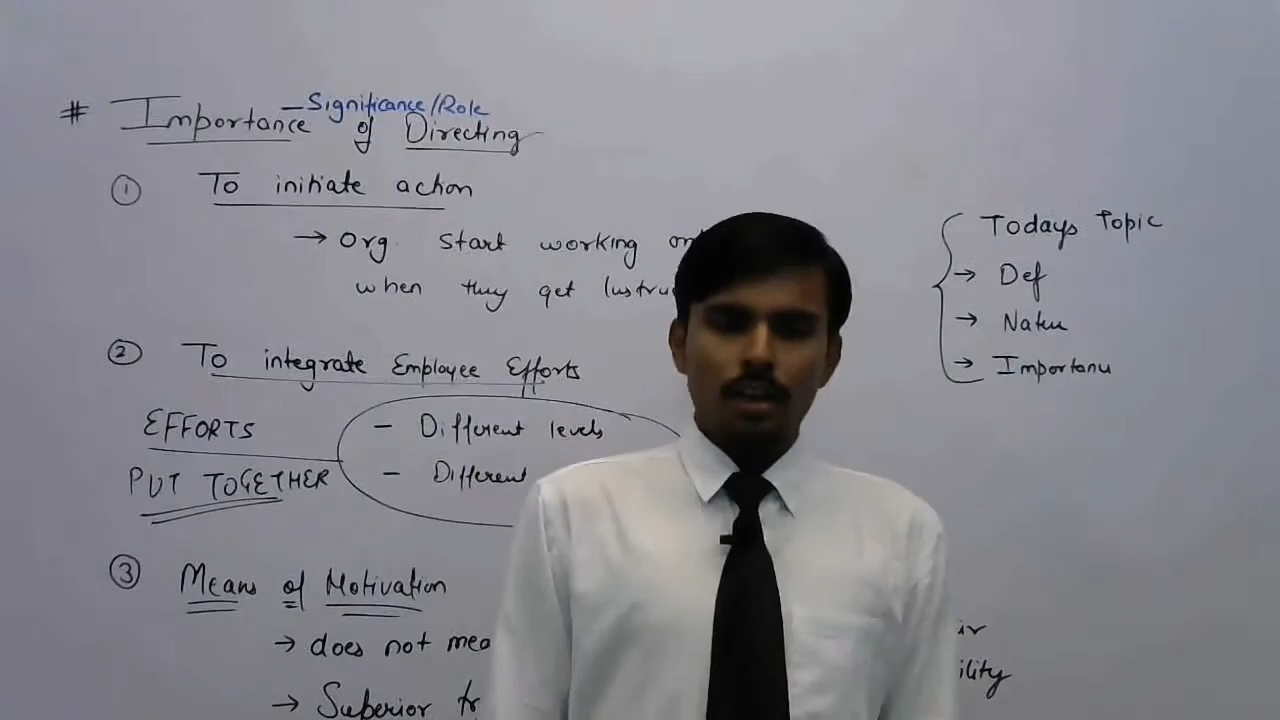 # Importance of Directing
— Significance/Role
① To initiate action
→ Org. start working
when they get
② To integrate Employee Efforts
EFFORTS
PUT TOGETHER
- Different levels
- Different
③ Means of Motivation
→ does not
→ Superior
Todays Topic
→ Def
→ Natu
→ Importanu